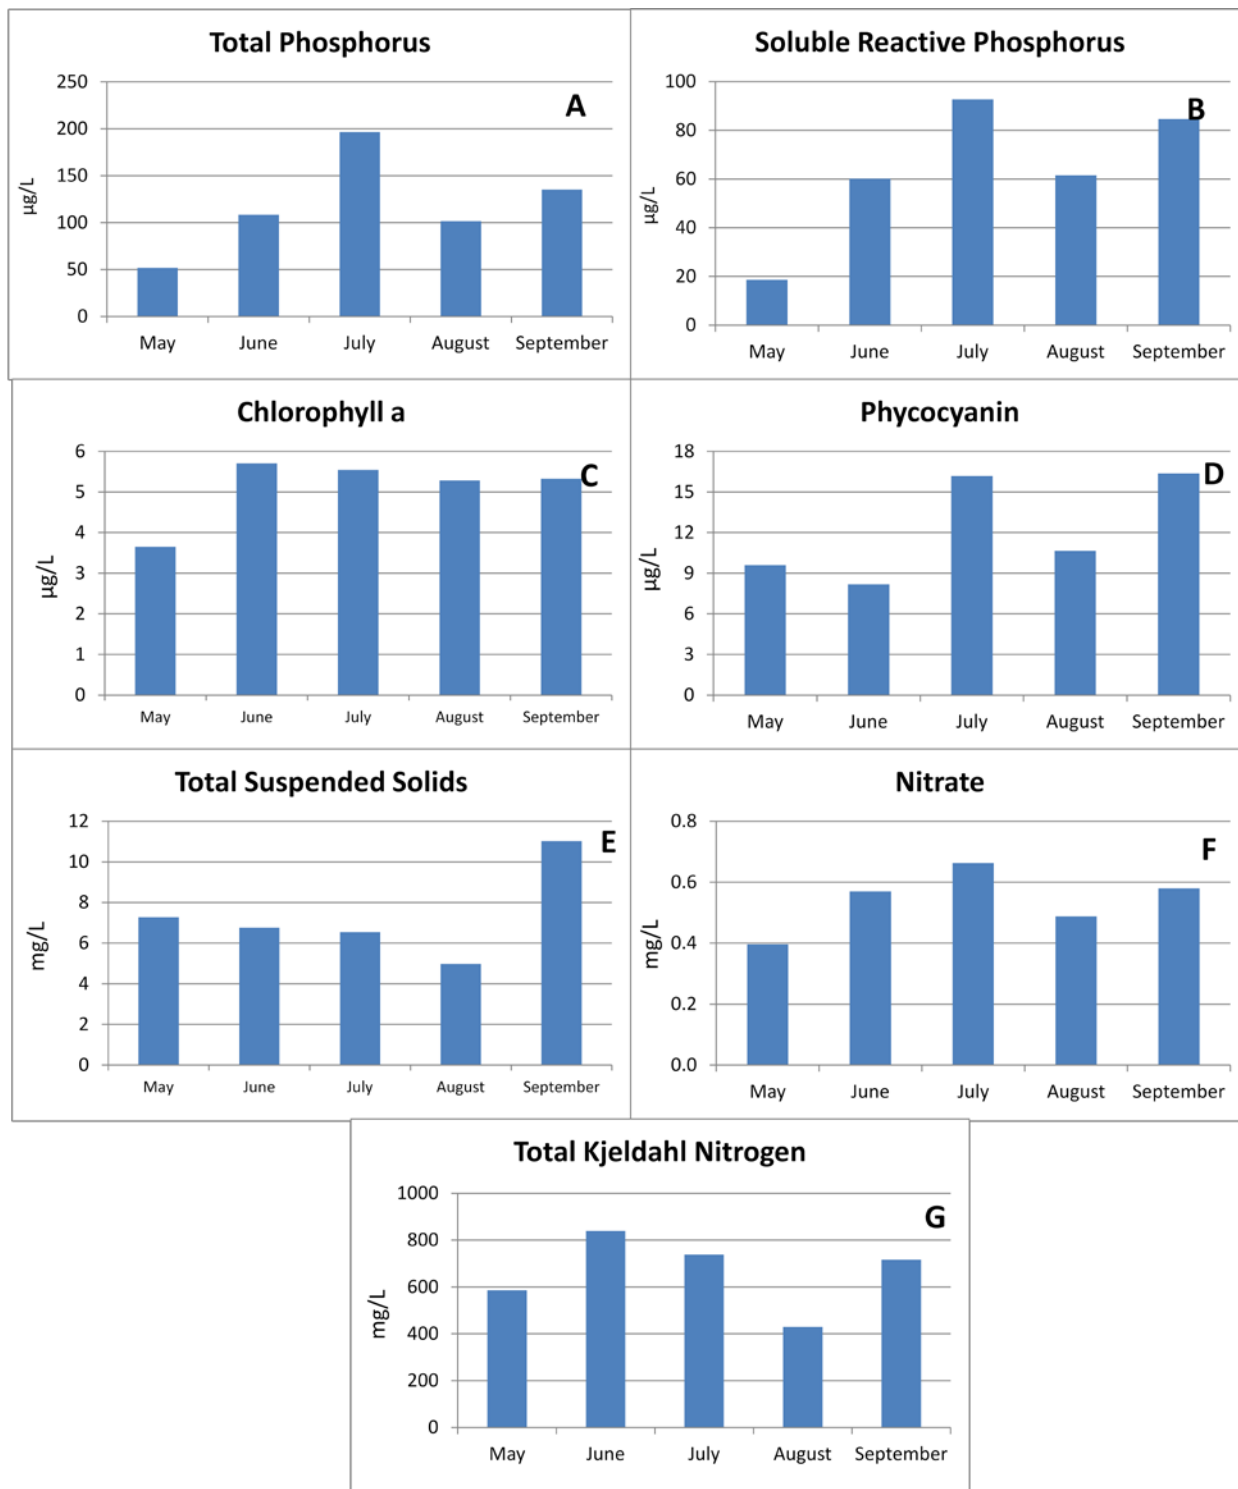 Total Phosphorus
A
250
200
150
100
50
0
µg/L
May June July August September
Soluble Reactive Phosphorus
B
100
80
60
40
20
0
µg/L
May June July August September
Chlorophyll a
C
6
5
4
3
2
1
0
µg/L
May June July August September
Phycocyanin
D
18
15
12
9
6
3
0
µg/L
May June July August September
Total Suspended Solids
E
12
10
8
6
4
2
0
mg/L
May June July August September
Nitrate
F
0.8
0.6
0.4
0.2
0.0
mg/L
May June July August September
Total Kjeldahl Nitrogen
G
1000
800
600
400
200
0
mg/L
May June July August September